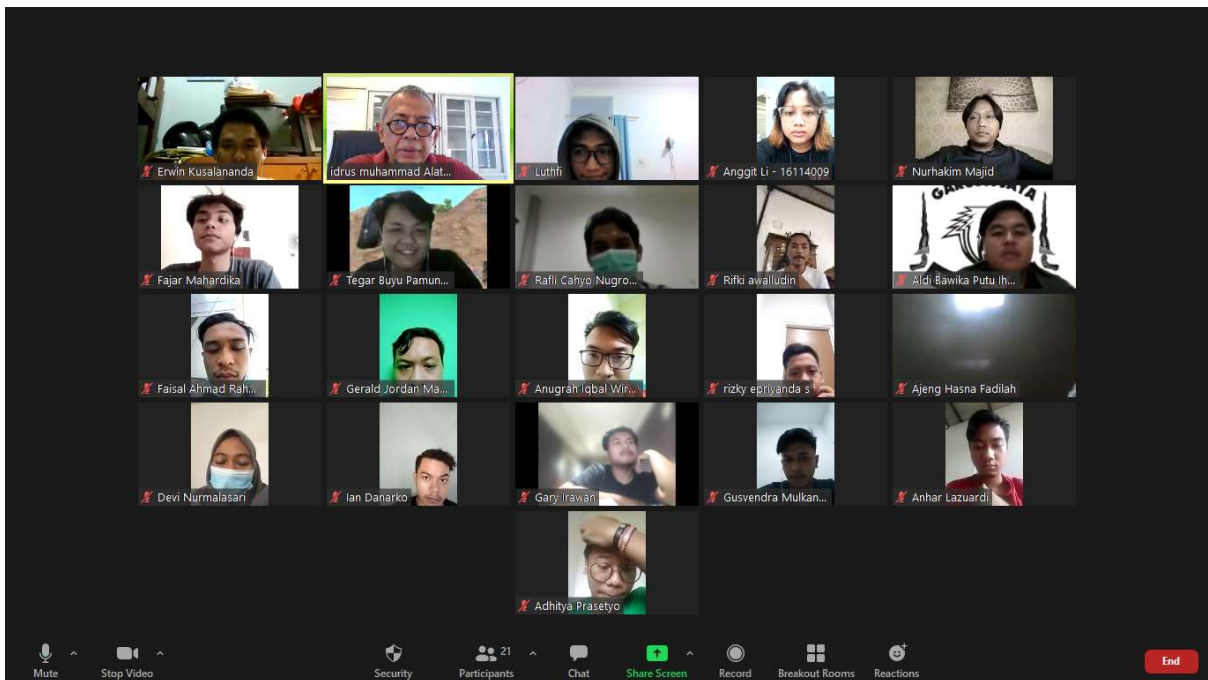 Erwin Kusalananda
idrus muhammad Alat...
Luthfi
Anggit Li - 16114009
Nurhakim Majid
Fajar Mahardika
Tegar Buyu Pamun...
Rafli Cahyo Nugro...
Rifki awalludin
Aldi Bawika Putu Ih...
Faisal Ahmad Rah...
Gerald Jordan Ma...
Anugrah Iqbal Wir...
rizky epriyanda s
Ajeng Hasna Fadilah
Devi Nurmalasari
Ian Danarko
Gary Irawan
Gusvendra Mulkan...
Anhar Lazuardi
Adhitya Prasetyo
Mute
Stop Video
Security
Participants 21
Chat
Share Screen
Record
Breakout Rooms
Reactions
End